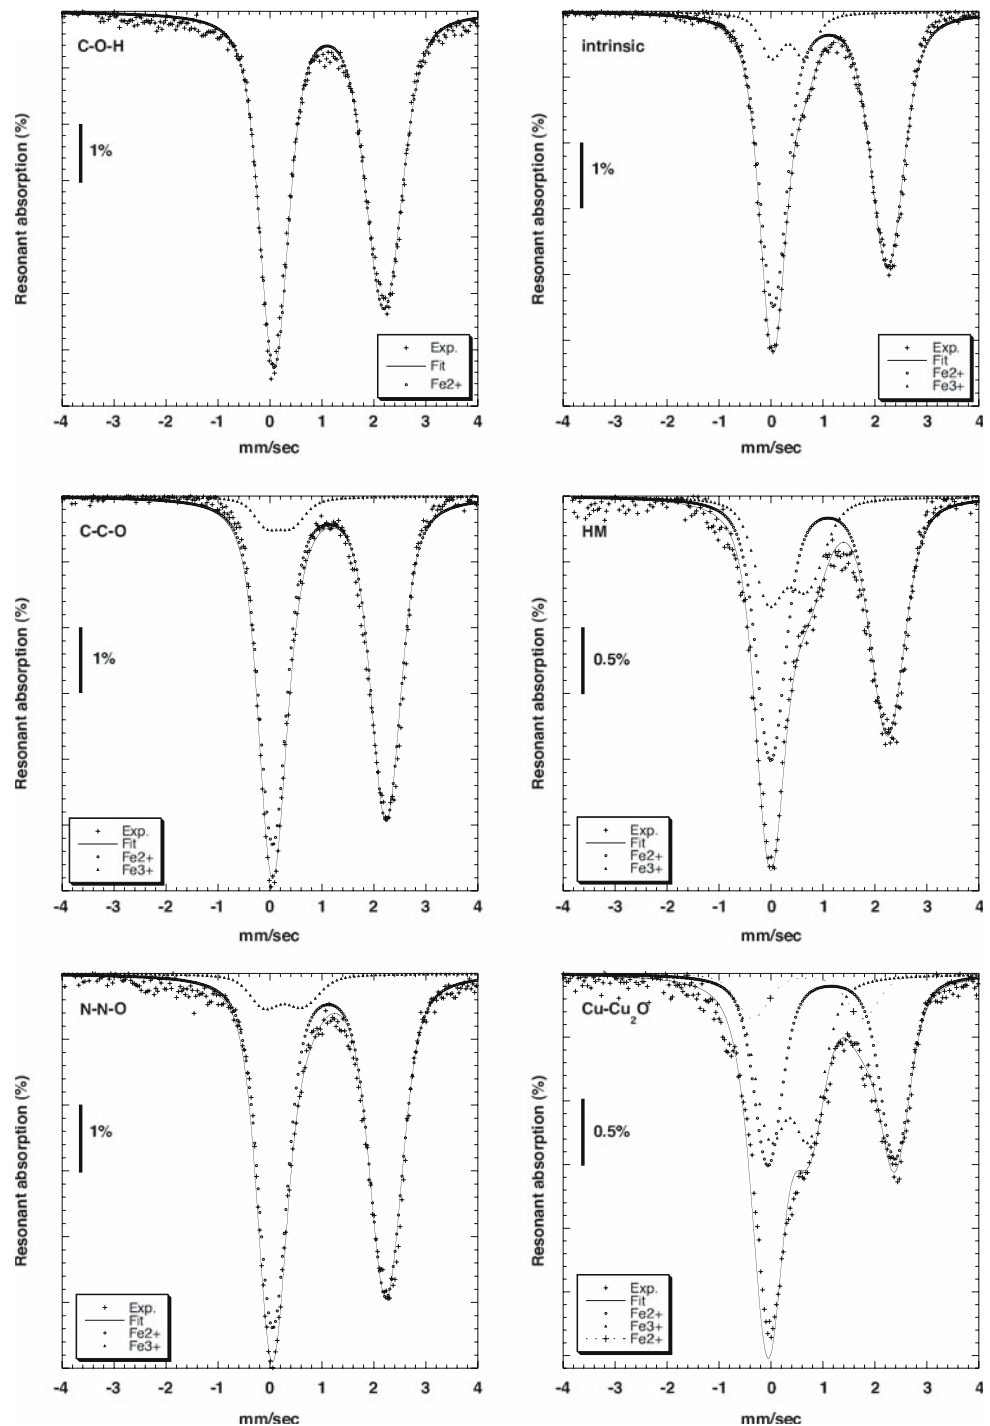 C-O-H
Resonant absorption (%)
1%
Exp.
Fit
Fe2+
-4 -3 -2 -1 0 1 2 3 4
mm/sec
intrinsic
Resonant absorption (%)
1%
Exp.
Fit
Fe2+
Fe3+
-4 -3 -2 -1 0 1 2 3 4
mm/sec
C-C-O
Resonant absorption (%)
1%
Exp.
Fit
Fe2+
Fe3+
-4 -3 -2 -1 0 1 2 3 4
mm/sec
HM
Resonant absorption (%)
0.5%
Exp.
Fit
Fe2+
Fe3+
-4 -3 -2 -1 0 1 2 3 4
mm/sec
N-N-O
Resonant absorption (%)
1%
Exp.
Fit
Fe2+
Fe3+
-4 -3 -2 -1 0 1 2 3 4
mm/sec
Cu-Cu2O
Resonant absorption (%)
0.5%
Exp.
Fit
Fe2+
Fe3+
Fe2+
-4 -3 -2 -1 0 1 2 3 4
mm/sec